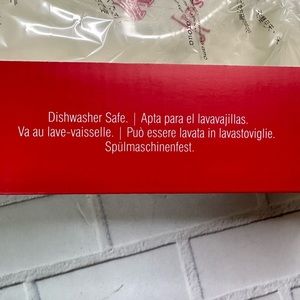 Dishwasher Safe. | Apta para el lavavajillas.
Va au lave-vaisselle. | Può essere lavata in lavastoviglie.
Spülmaschinenfest.